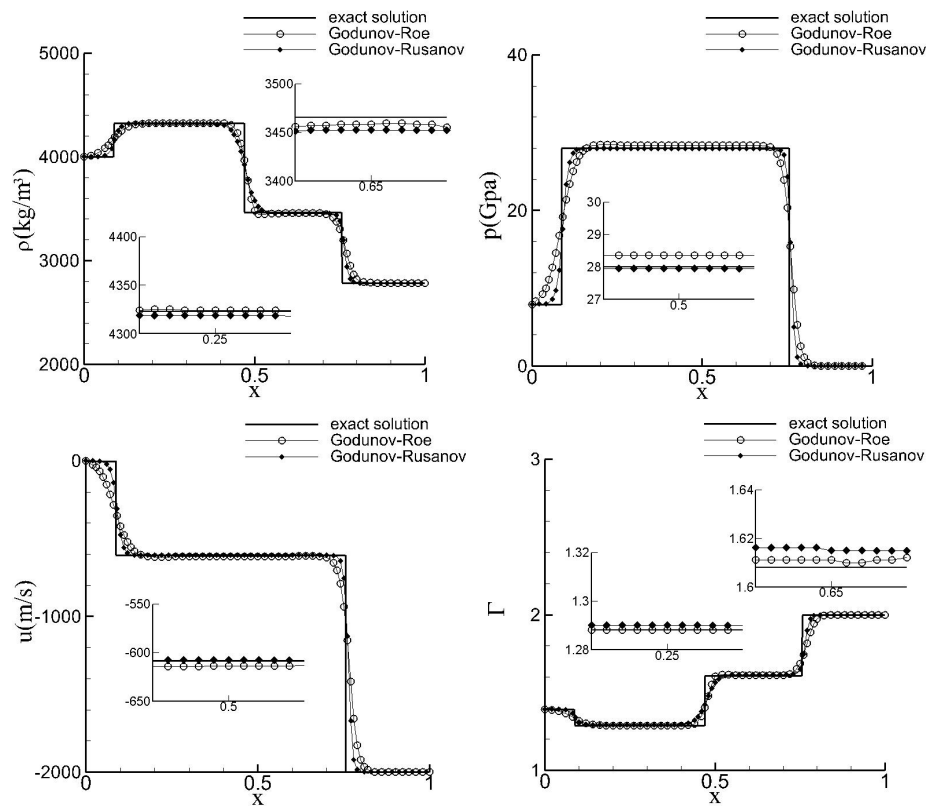 exact solution
Godunov-Roe
Godunov-Rusanov
5000
4000
3000
2000
ρ(kg/m³)
0
0.5
1
x
3500
3450
3400
0.65
4400
4350
4300
0.25
exact solution
Godunov-Roe
Godunov-Rusanov
40
20
0
p(Gpa)
0
0.5
1
x
30
29
28
27
0.5
exact solution
Godunov-Roe
Godunov-Rusanov
0
-1000
-2000
u(m/s)
0
0.5
1
x
-550
-600
-650
0.5
exact solution
Godunov-Roe
Godunov-Rusanov
3
2
1
Γ
0
0.5
1
x
1.64
1.62
1.6
0.65
1.32
1.3
1.28
0.25